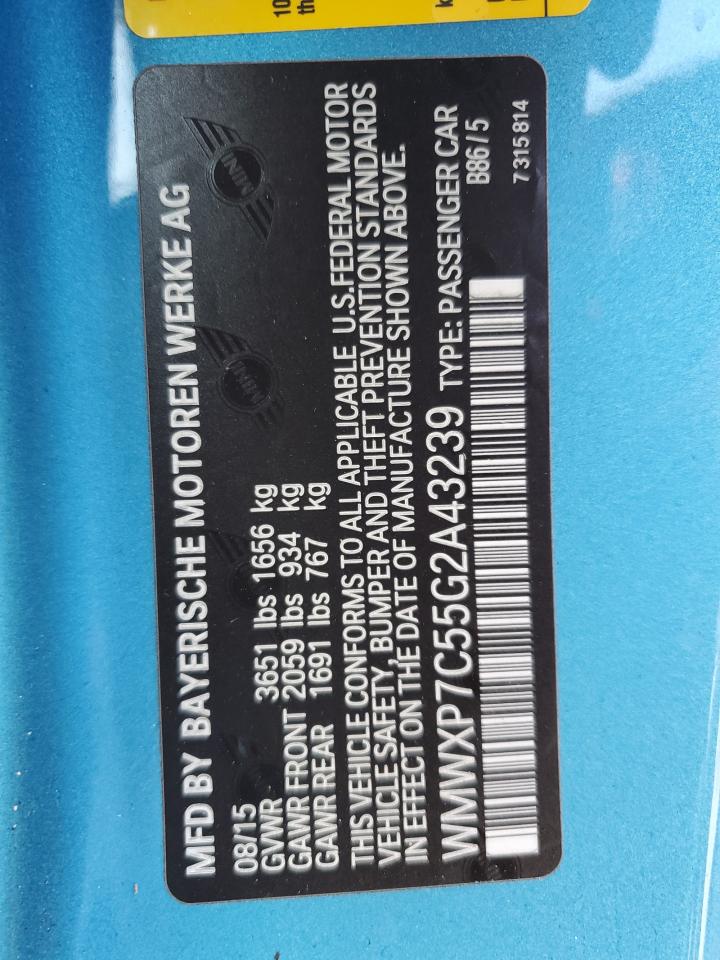 MFD BY BAYERISCHE MOTOREN WERKE AG
08/15
GVWR 3651 lbs 1656 kg
GAWR FRONT 2059 lbs 934 kg
GAWR REAR 1691 lbs 767 kg
THIS VEHICLE CONFORMS TO ALL APPLICABLE U.S.FEDERAL MOTOR
VEHICLE SAFETY, BUMPER AND THEFT PREVENTION STANDARDS
IN EFFECT ON THE DATE OF MANUFACTURE SHOWN ABOVE.
WMWXP7C55G2A43239 TYPE: PASSENGER CAR
B86/5
7315814
MINI
MINI